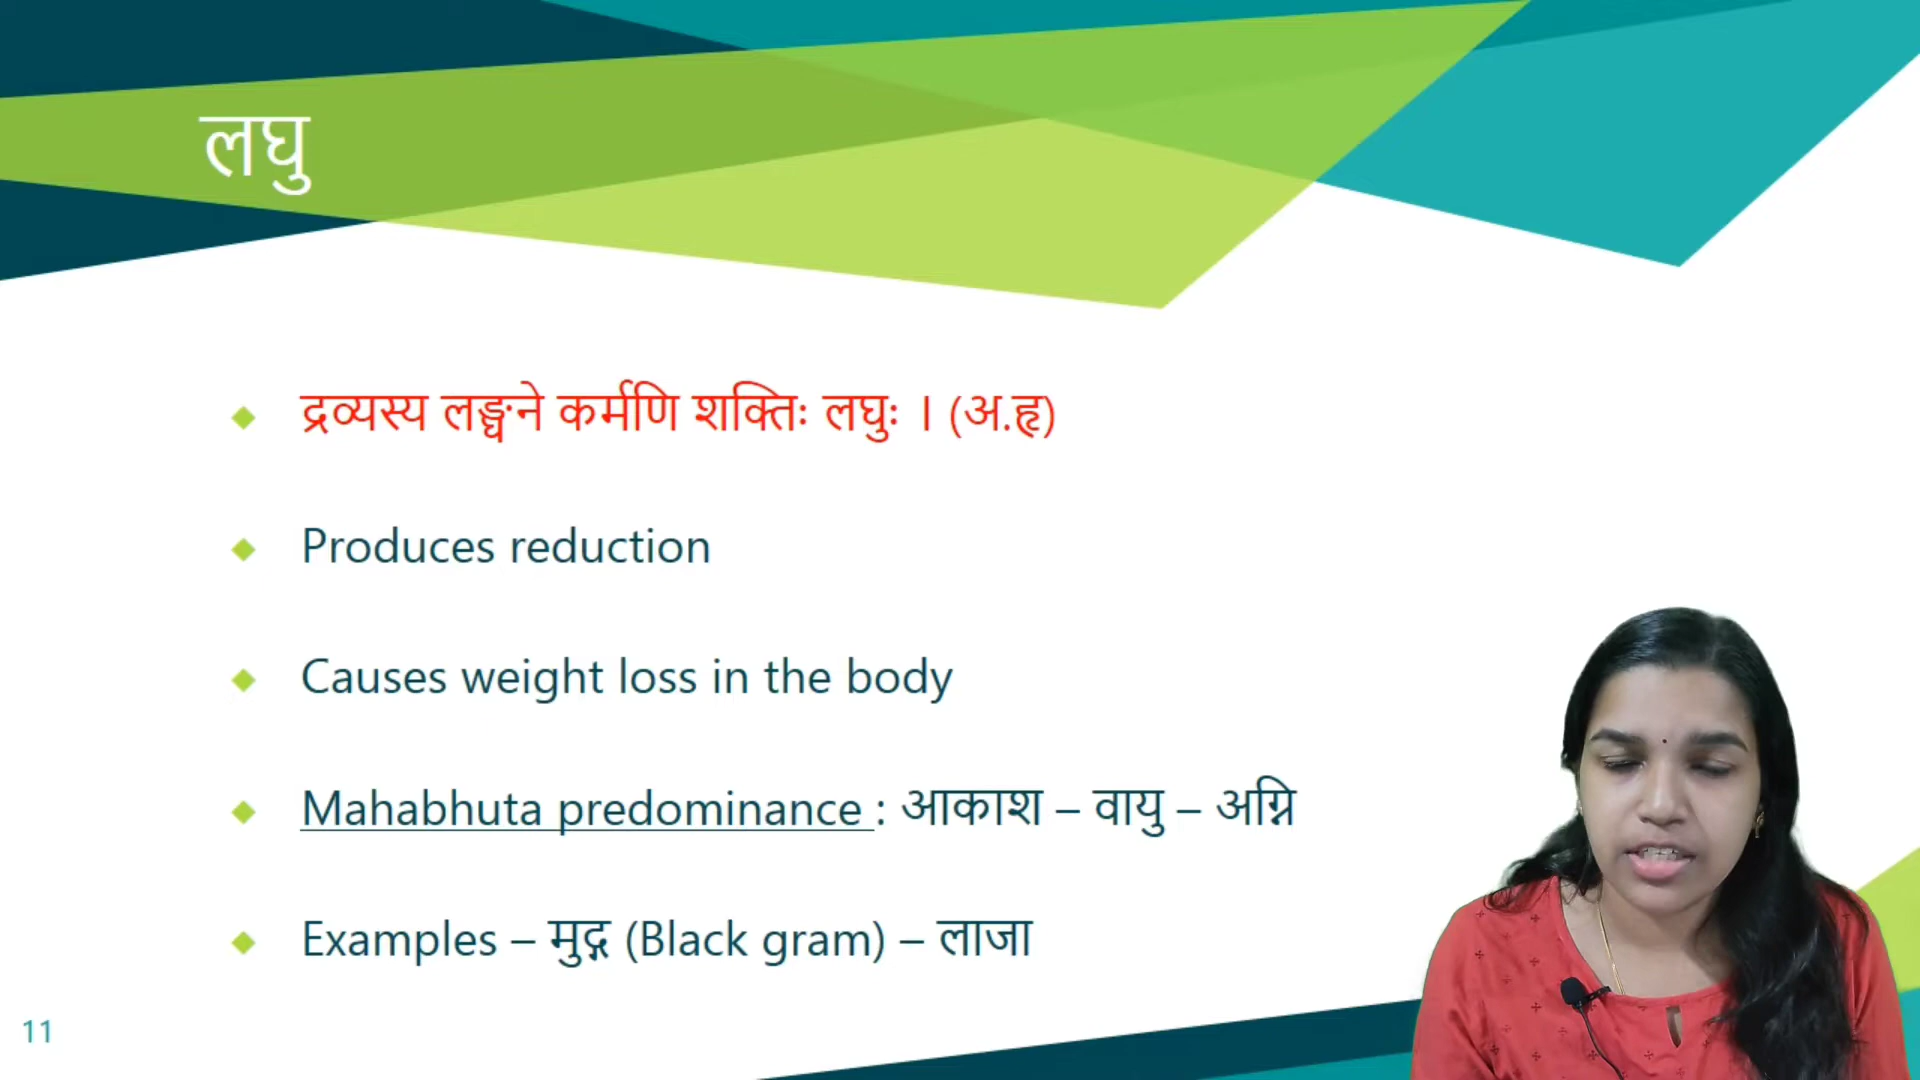 लघु
द्रव्यस्य लङ्घने कर्मणि शक्तिः लघुः । (अ.हृ)
Produces reduction
Causes weight loss in the body
Mahabhuta predominance : आकाश – वायु – अग्नि
Examples – मुद्ग (Black gram) – लाजा
11